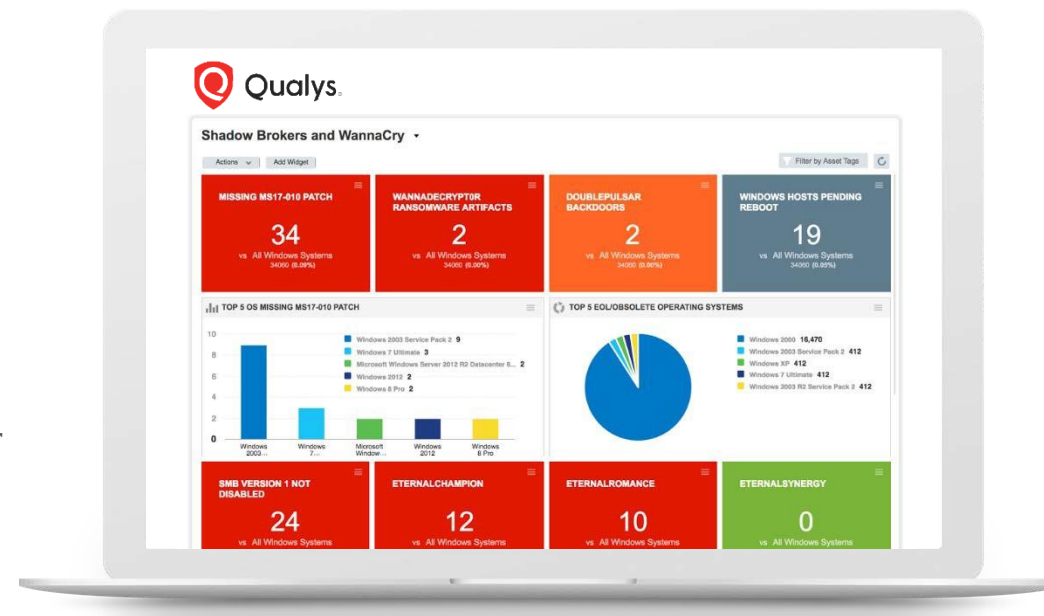 Qualys.
Shadow Brokers and WannaCry
Actions
Add Widget
Filter by Asset Tags
MISSING MS17-010 PATCH
34
vs All Windows Systems
34060 (0.09%)
WANNADECRYPT0R
RANSOMWARE ARTIFACTS
2
vs All Windows Systems
34060 (0.00%)
DOUBLEPULSAR
BACKDOORS
2
vs All Windows Systems
34060 (0.00%)
WINDOWS HOSTS PENDING
REBOOT
19
vs All Windows Systems
34060 (0.05%)
TOP 5 OS MISSING MS17-010 PATCH
10
8
6
4
2
0
Windows 2003 Service Pack 2 9
Windows 7 Ultimate 3
Microsoft Windows Server 2012 R2 Datacenter 6... 2
Windows 2012 2
Windows 8 Pro 2
Windows
2003...
Windows
7...
Microsoft
Window...
Windows
2012
Windows
8 Pro
TOP 5 EOL/OBSOLETE OPERATING SYSTEMS
Windows 2000 16,470
Windows 2003 Service Pack 2 412
Windows XP 412
Windows 7 Ultimate 412
Windows 2003 R2 Service Pack 2 412
SMB VERSION 1 NOT
DISABLED
24
vs All Windows Systems
ETERNALCHAMPION
12
vs All Windows Systems
ETERNALROMANCE
10
vs All Windows Systems
ETERNALSYNERGY
0
vs All Windows Systems